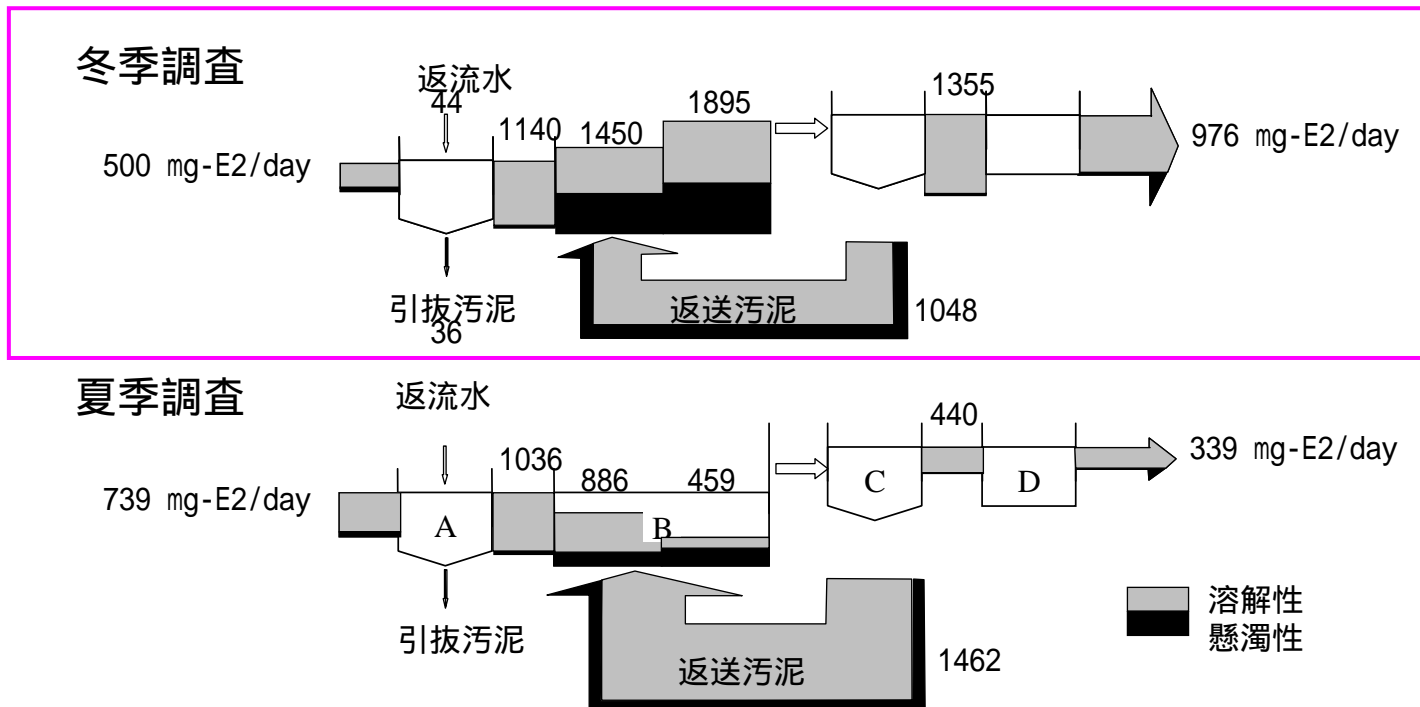 冬季調査
返流水
44
1355
1895
1140
1450
500 mg-E2/day
976 mg-E2/day
引抜汚泥
36
返送汚泥
1048
夏季調査
返流水
440
1036
886
459
739 mg-E2/day
339 mg-E2/day
A
B
C
D
引抜汚泥
返送汚泥
1462
溶解性
懸濁性